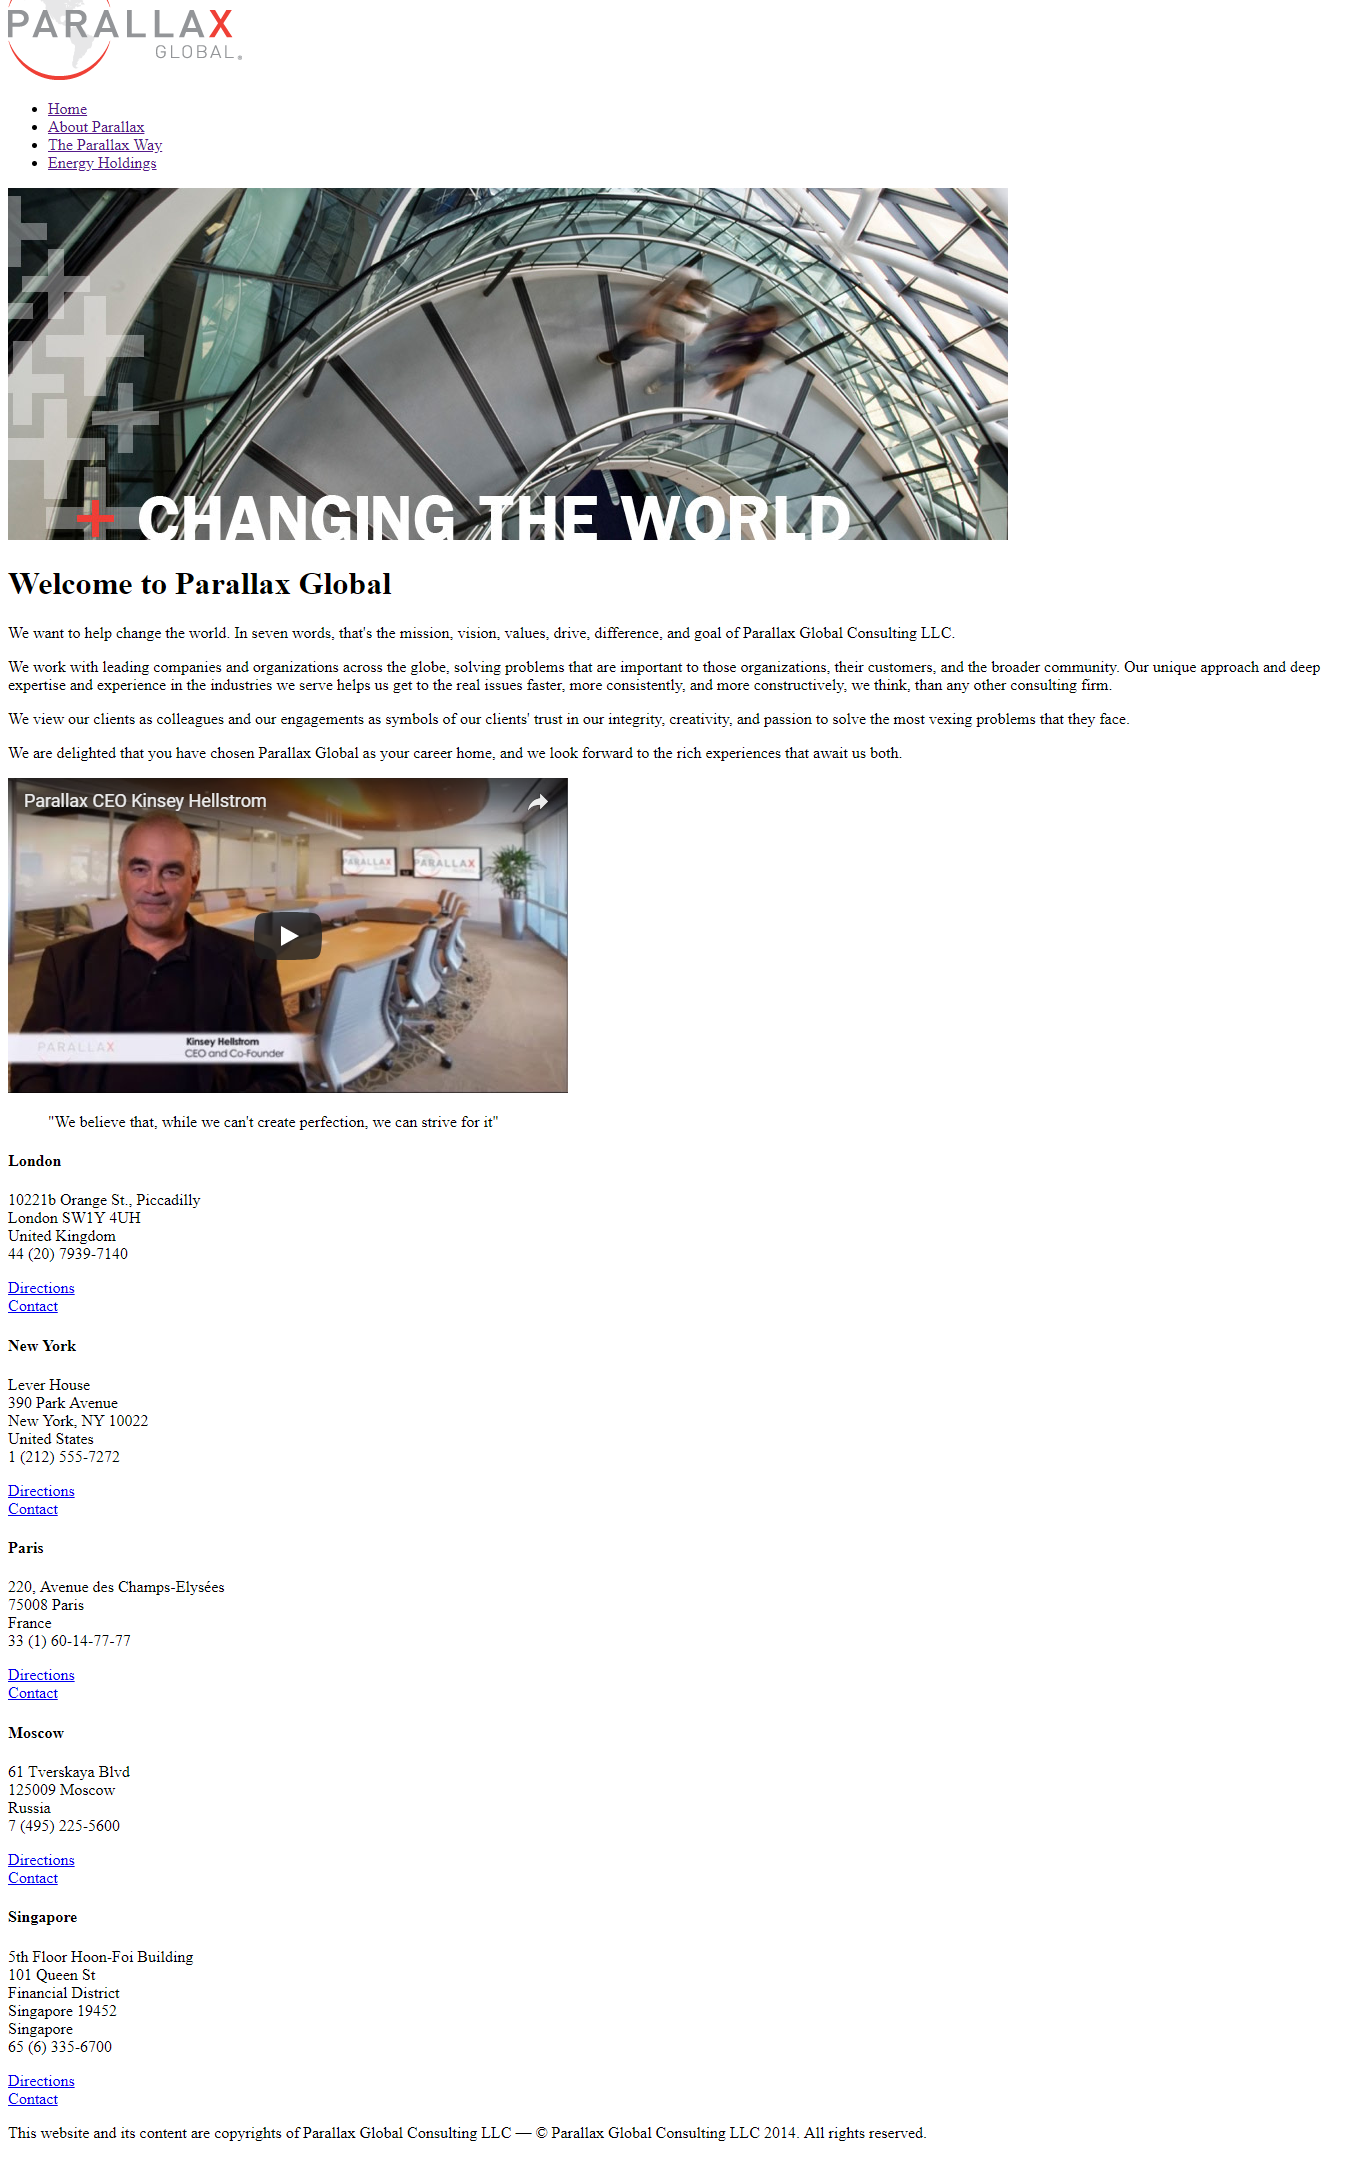 PARALLAX
GLOBAL
Home
About Parallax
The Parallax Way
Energy Holdings
CHANGING THE WORLD
Welcome to Parallax Global
We want to help change the world. In seven words, that's the mission, vision, values, drive, difference, and goal of Parallax Global Consulting LLC.
We work with leading companies and organizations across the globe, solving problems that are important to those organizations, their customers, and the broader community. Our unique approach and deep
expertise and experience in the industries we serve helps us get to the real issues faster, more consistently, and more constructively, we think, than any other consulting firm.
We view our clients as colleagues and our engagements as symbols of our clients' trust in our integrity, creativity, and passion to solve the most vexing problems that they face.
We are delighted that you have chosen Parallax Global as your career home, and we look forward to the rich experiences that await us both.
Parallax CEO Kinsey Hellstrom
PARALLAX PARALLAX
Kinsey Hellstrom
PARALLAX
CEO and Co-Founder
"We believe that, while we can't create perfection, we can strive for it"
London
10221b Orange St., Piccadilly
London SW1Y 4UH
United Kingdom
44 (20) 7939-7140
Directions
Contact
New York
Lever House
390 Park Avenue
New York, NY 10022
United States
1 (212) 555-7272
Directions
Contact
Paris
220, Avenue des Champs-Elysées
75008 Paris
France
33 (1) 60-14-77-77
Directions
Contact
Moscow
61 Tverskaya Blvd
125009 Moscow
Russia
7 (495) 225-5600
Directions
Contact
Singapore
5th Floor Hoon-Foi Building
101 Queen St
Financial District
Singapore 19452
Singapore
65 (6) 335-6700
Directions
Contact
This website and its content are copyrights of Parallax Global Consulting LLC — © Parallax Global Consulting LLC 2014. All rights reserved.